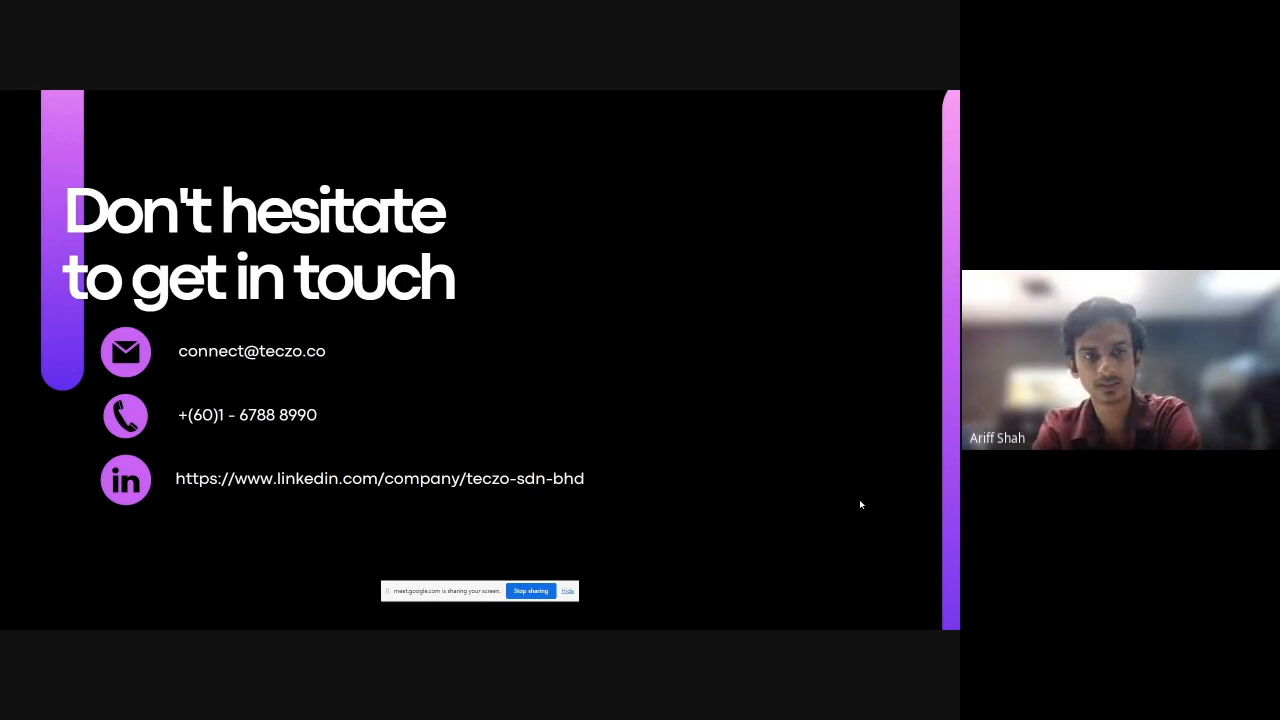 Don't hesitate
to get in touch
connect@teczo.co
+(60)1 - 6788 8990
in https://www.linkedin.com/company/teczo-sdn-bhd
meet.google.com is sharing your screen. Stop sharing Hide
Ariff Shah